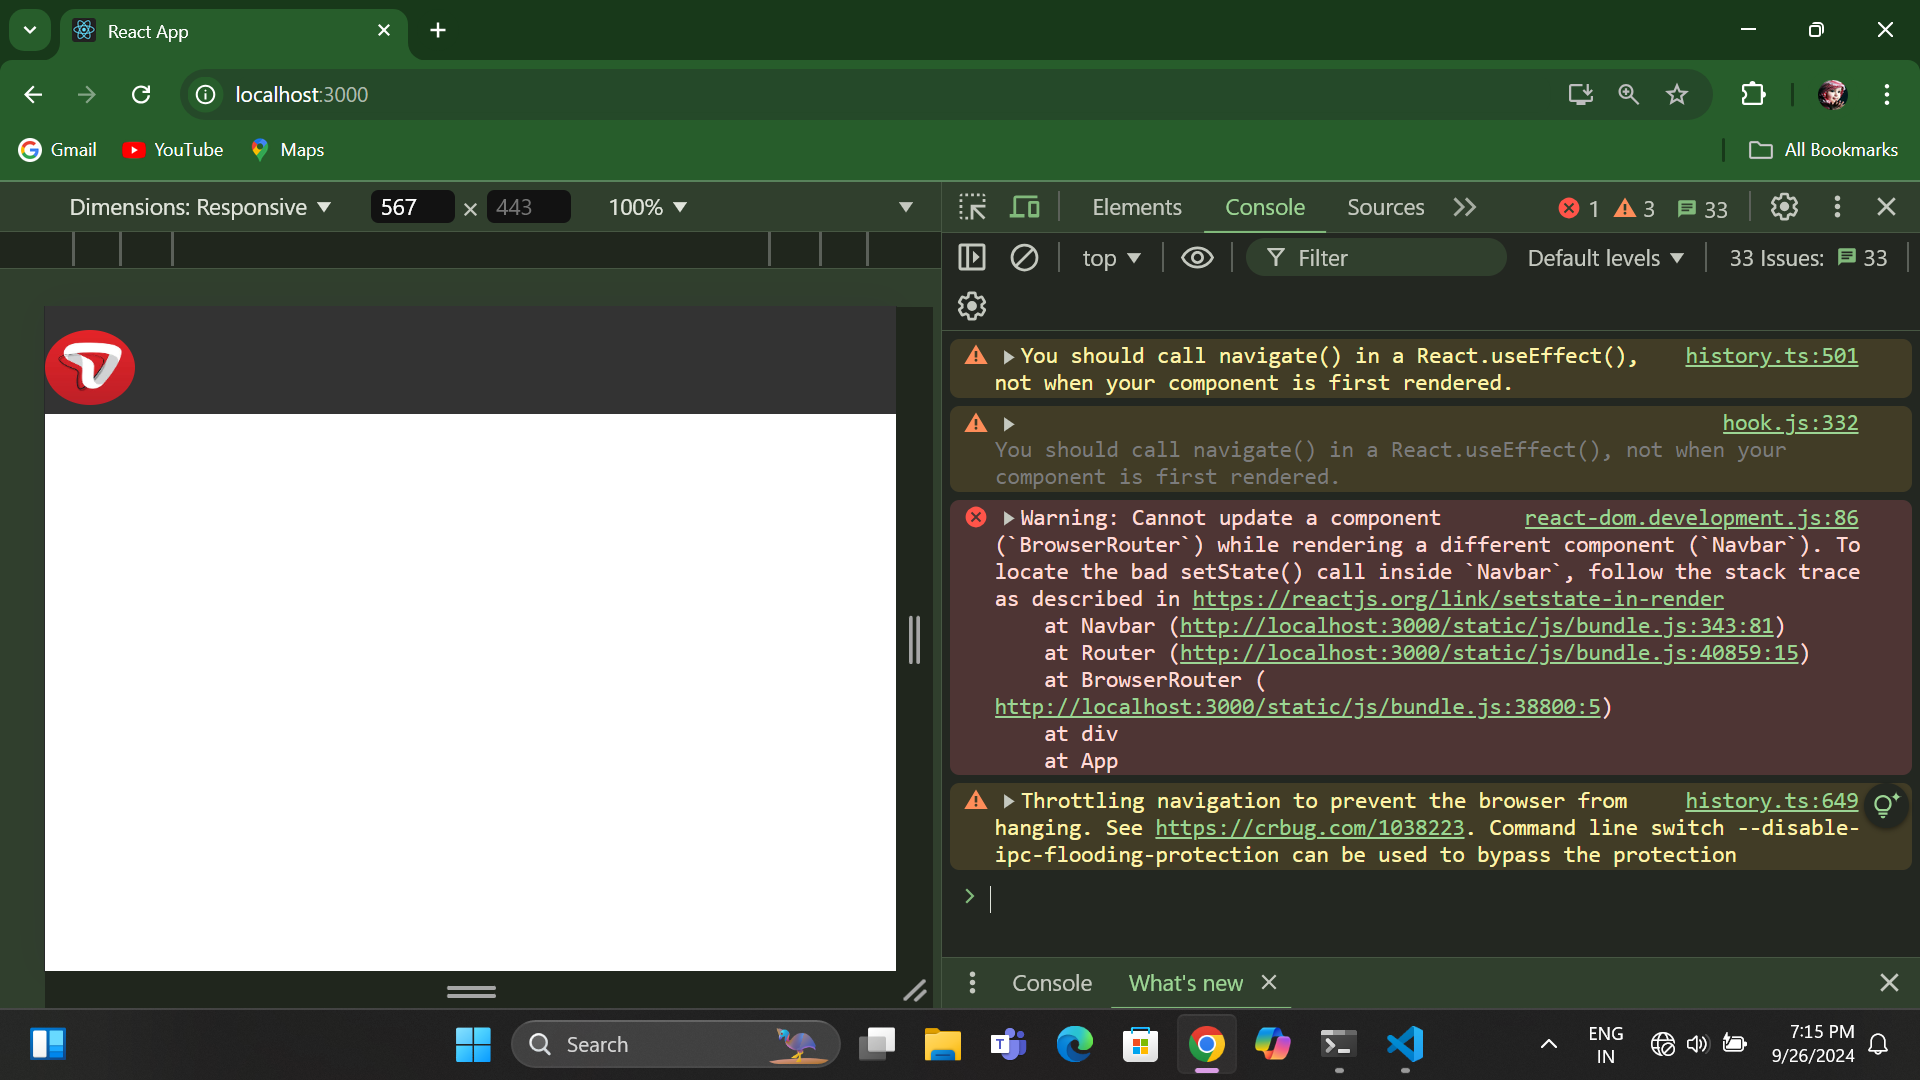 React App
localhost:3000
Gmail
YouTube
Maps
All Bookmarks
Dimensions: Responsive
567 × 443
100%
Elements
Console
Sources
1
3
33
top
Filter
Default levels
33 Issues:
33
You should call navigate() in a React.useEffect(), history.ts:501
not when your component is first rendered.
hook.js:332
You should call navigate() in a React.useEffect(), not when your
component is first rendered.
Warning: Cannot update a component react-dom.development.js:86
(`BrowserRouter`) while rendering a different component (`Navbar`). To
locate the bad setState() call inside `Navbar`, follow the stack trace
as described in https://reactjs.org/link/setstate-in-render
at Navbar (http://localhost:3000/static/js/bundle.js:343:81)
at Router (http://localhost:3000/static/js/bundle.js:40859:15)
at BrowserRouter (
http://localhost:3000/static/js/bundle.js:38800:5)
at div
at App
Throttling navigation to prevent the browser from history.ts:649
hanging. See https://crbug.com/1038223. Command line switch --disable-
ipc-flooding-protection can be used to bypass the protection
>
Console
What's new
Search
ENG
IN
7:15 PM
9/26/2024